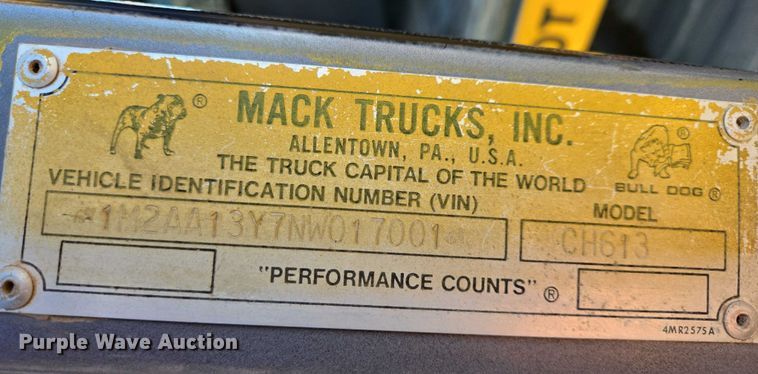 DOT
MACK TRUCKS, INC.
ALLENTOWN, PA., U.S.A.
THE TRUCK CAPITAL OF THE WORLD
BULL DOG ®
VEHICLE IDENTIFICATION NUMBER (VIN)
MODEL
1M2AA13Y7NW017001
CH613
"PERFORMANCE COUNTS" ®
4MR2575A
Purple Wave Auction